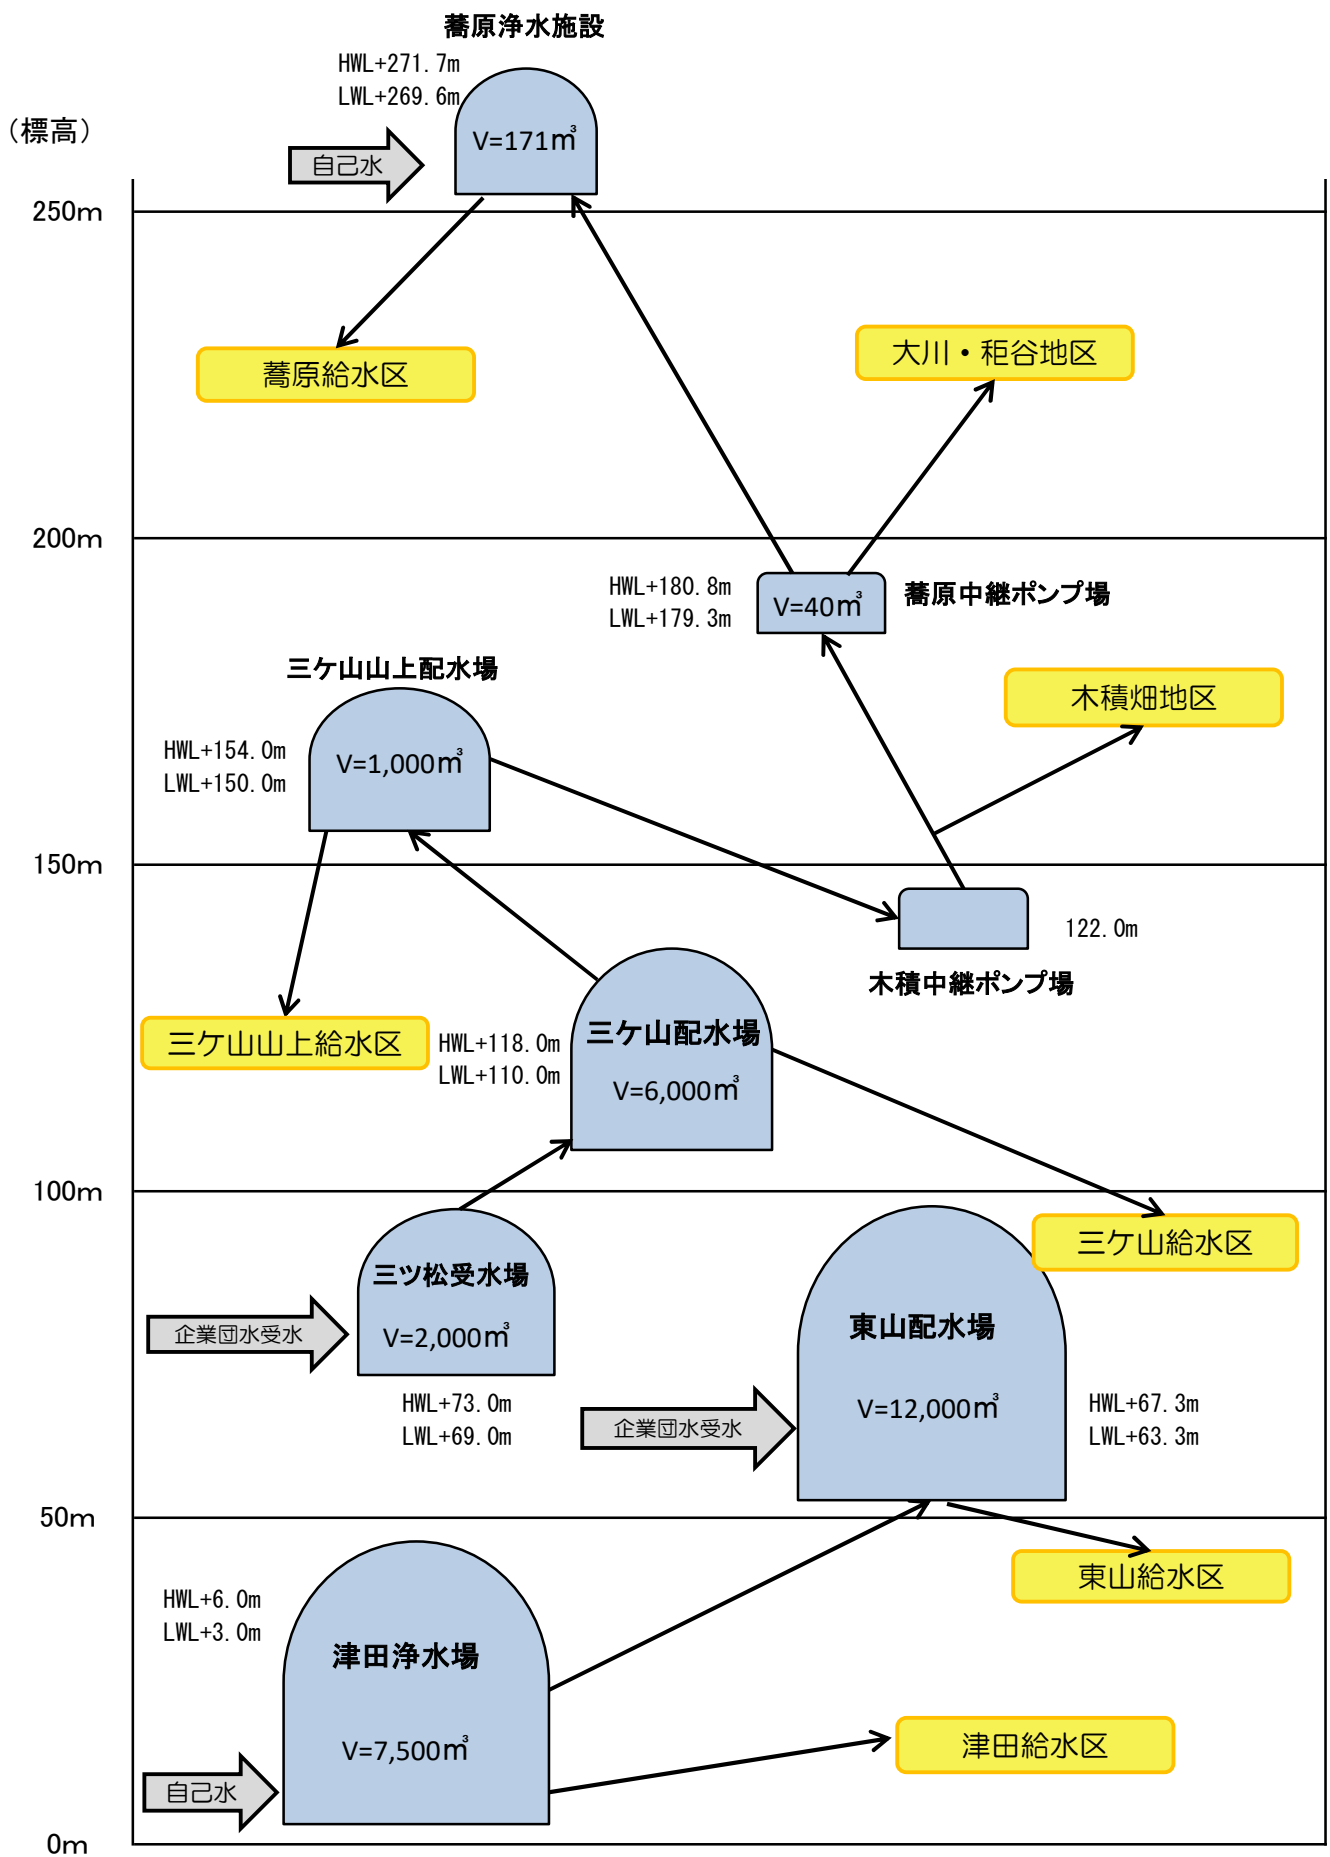 蕎原浄水施設
HWL+271.7m
LWL+269.6m
（標高）
V=171㎥
自己水
250m
大川・秬谷地区
蕎原給水区
200m
HWL+180.8m
LWL+179.3m
V=40㎥
蕎原中継ポンプ場
三ケ山山上配水場
木積畑地区
HWL+154.0m
LWL+150.0m
V=1,000㎥
150m
122.0m
木積中継ポンプ場
三ケ山山上給水区
HWL+118.0m
LWL+110.0m
三ケ山配水場
V=6,000㎥
100m
三ケ山給水区
三ツ松受水場
企業団水受水
V=2,000㎥
東山配水場
HWL+73.0m
LWL+69.0m
企業団水受水
V=12,000㎥
HWL+67.3m
LWL+63.3m
50m
東山給水区
HWL+6.0m
LWL+3.0m
津田浄水場
V=7,500㎥
津田給水区
自己水
0m